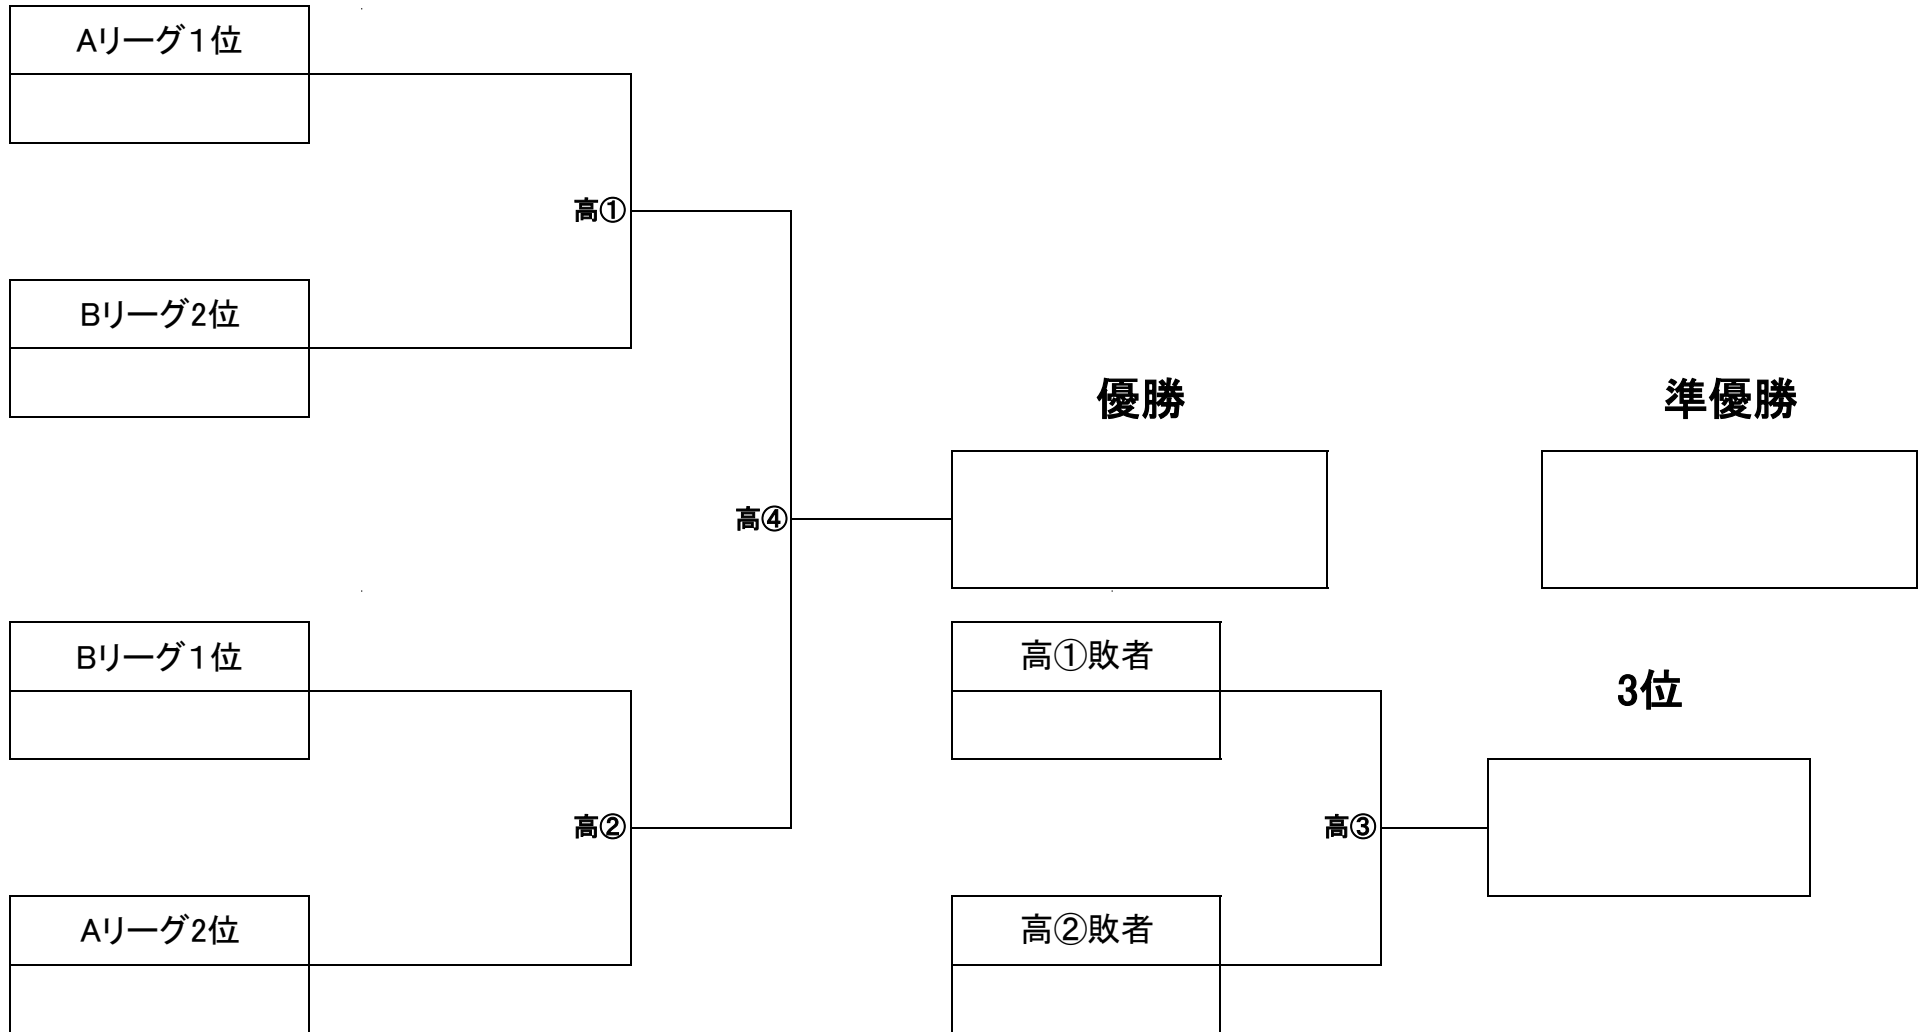 Aリーグ１位
高①
Bリーグ2位
優勝
準優勝
高④
Bリーグ１位
高①敗者
3位
高②
高③
Aリーグ2位
高②敗者